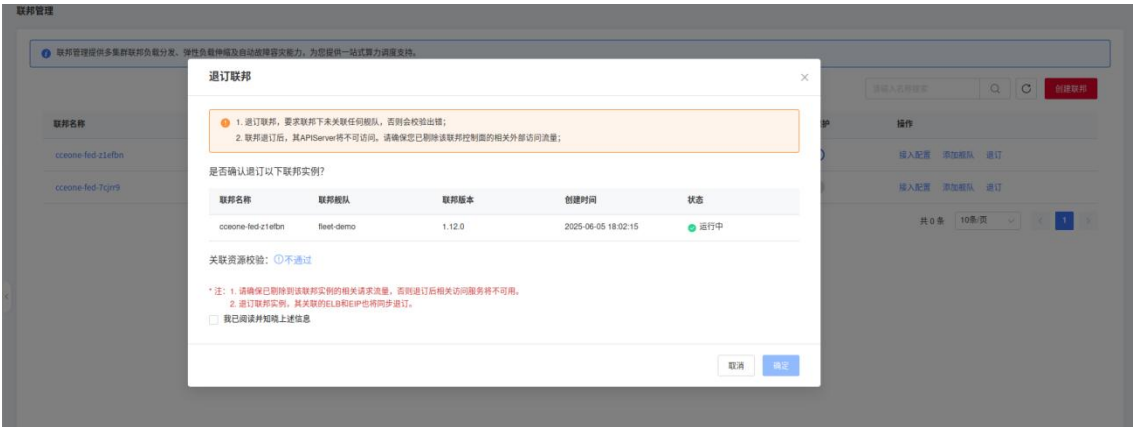 联邦管理
联邦管理提供多集群联邦负载分发、弹性负载伸缩及自动故障容灾能力，为您提供一站式算力调度支持。
退订联邦
请输入名称搜索
创建联邦
1. 退订联邦，要求联邦下未关联任何舰队，否则会校验出错；
2. 联邦退订后，其APIServer将不可访问。请确保您已剔除该联邦控制面的相关外部访问流量；
联邦名称 护 操作
cceone-fed-z1efbn 接入配置 添加舰队 退订
cceone-fed-7cjrr9 接入配置 添加舰队 退订
共 0 条 10条/页 1
是否确认退订以下联邦实例？
联邦名称 联邦舰队 联邦版本 创建时间 状态
cceone-fed-z1efbn fleet-demo 1.12.0 2025-06-05 18:02:15 运行中
关联资源校验： 不通过
* 注： 1. 请确保已剔除到该联邦实例的相关请求流量，否则退订后相关访问服务将不可用。
2. 退订联邦实例，其关联的ELB和EIP也将同步退订。
我已阅读并知晓上述信息
取消 确定